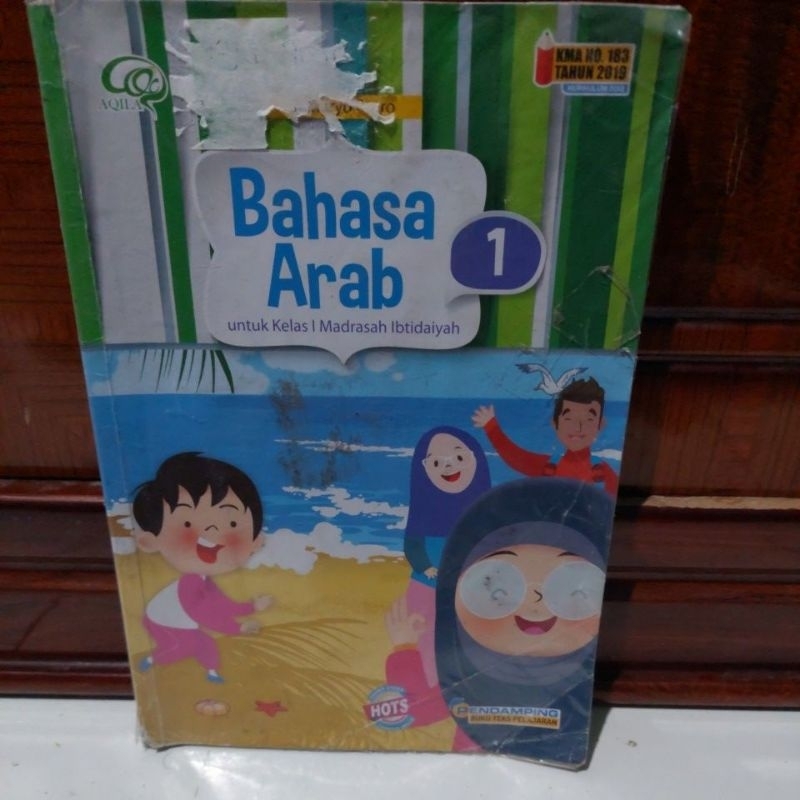 AQILA
KMA NO. 183
TAHUN 2019
Bahasa
Arab
1
untuk Kelas I Madrasah Ibtidaiyah
HOTS
PENDAMPING
BUKU TEKS PELAJARAN